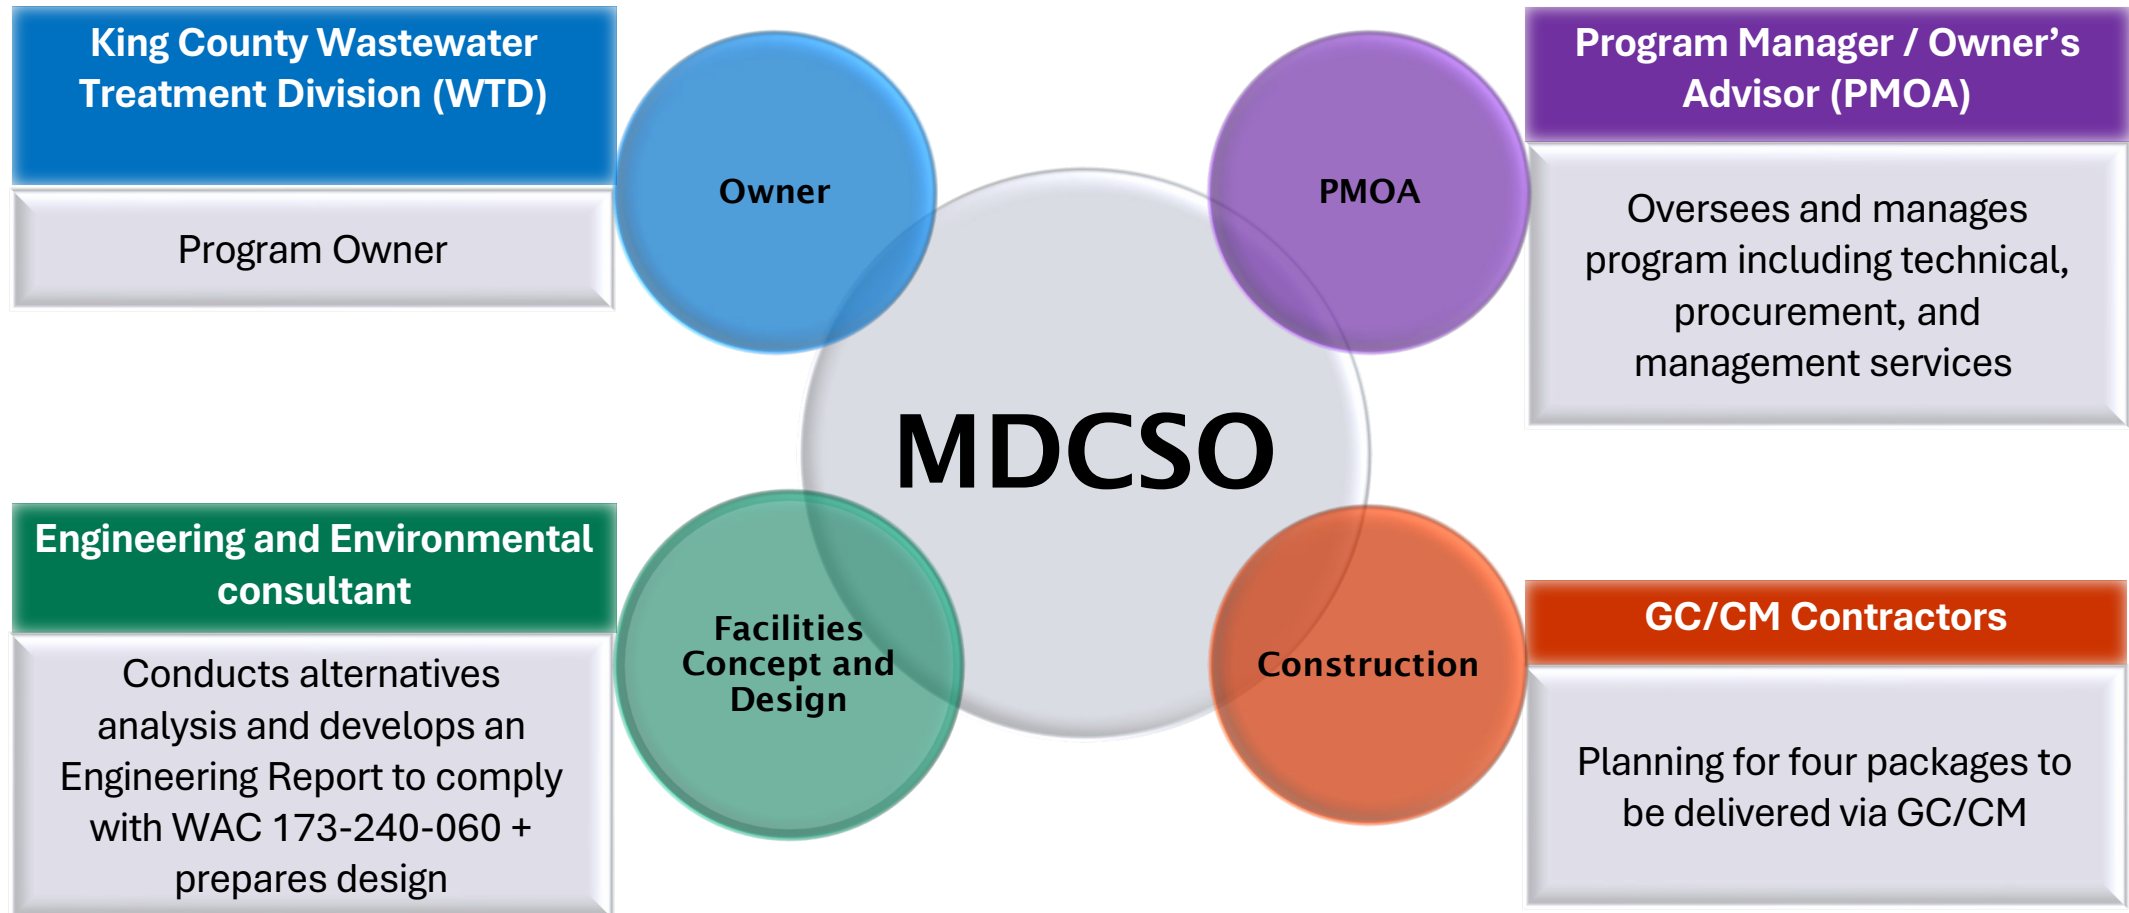 King County Wastewater
Treatment Division (WTD)
Program Owner
Owner
PMOA
Program Manager / Owner’s
Advisor (PMOA)
Oversees and manages
program including technical,
procurement, and
management services
MDCSO
Engineering and Environmental
consultant
Conducts alternatives
analysis and develops an
Engineering Report to comply
with WAC 173-240-060 +
prepares design
Facilities
Concept and
Design
Construction
GC/CM Contractors
Planning for four packages to
be delivered via GC/CM